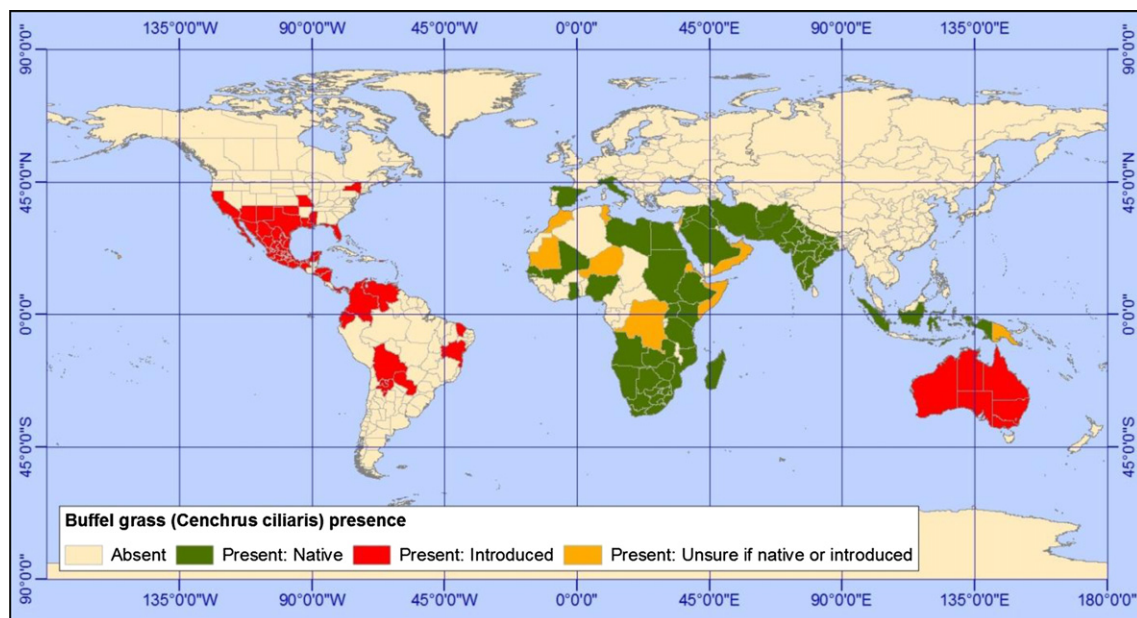 135°0'0"W 90°0'0"W 45°0'0"W 0°0'0" 45°0'0"E 90°0'0"E 135°0'0"E
90°0'0" 90°0'0"
45°0'0"N 45°0'0"N
0°0'0" 0°0'0"
45°0'0"S 45°0'0"S
Buffel grass (Cenchrus ciliaris) presence
Absent Present: Native Present: Introduced Present: Unsure if native or introduced
90°0'0" 90°0'0"
135°0'0"W 90°0'0"W 45°0'0"W 0°0'0" 45°0'0"E 90°0'0"E 135°0'0"E 180°0'0"